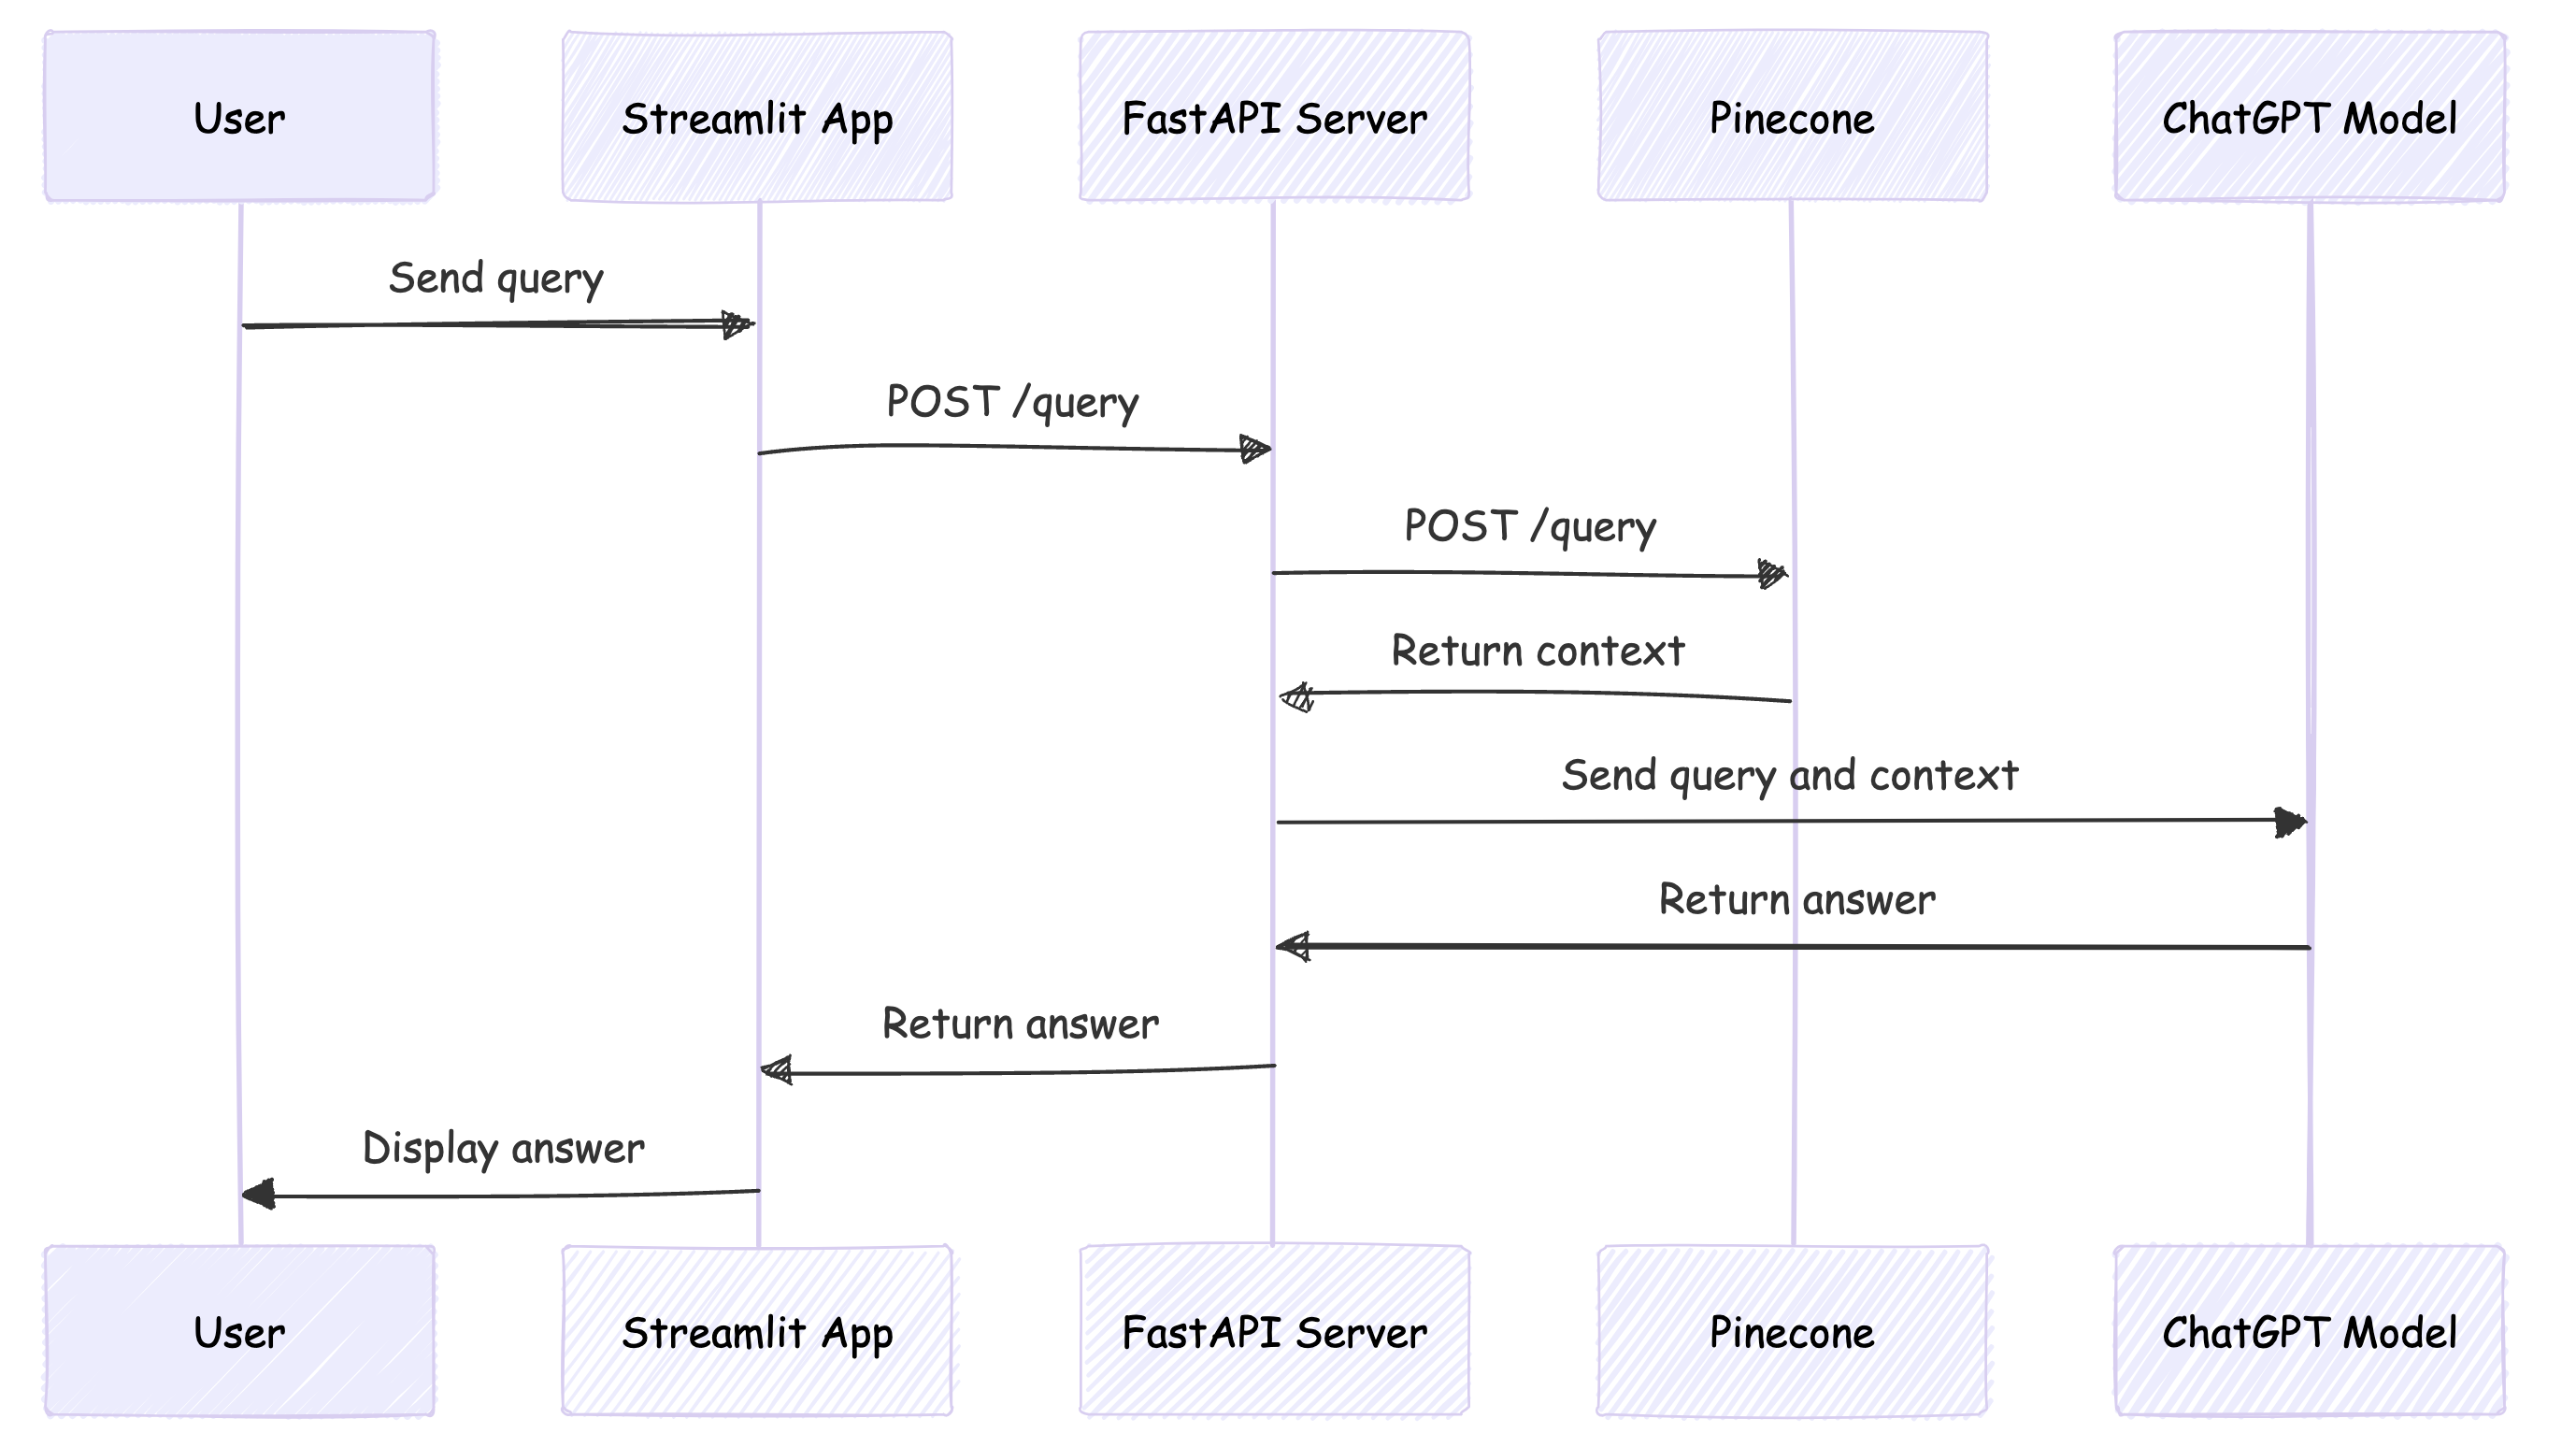 User
Streamlit App
FastAPI Server
Pinecone
ChatGPT Model
Send query
POST /query
POST /query
Return context
Send query and context
Return answer
Return answer
Display answer
User
Streamlit App
FastAPI Server
Pinecone
ChatGPT Model